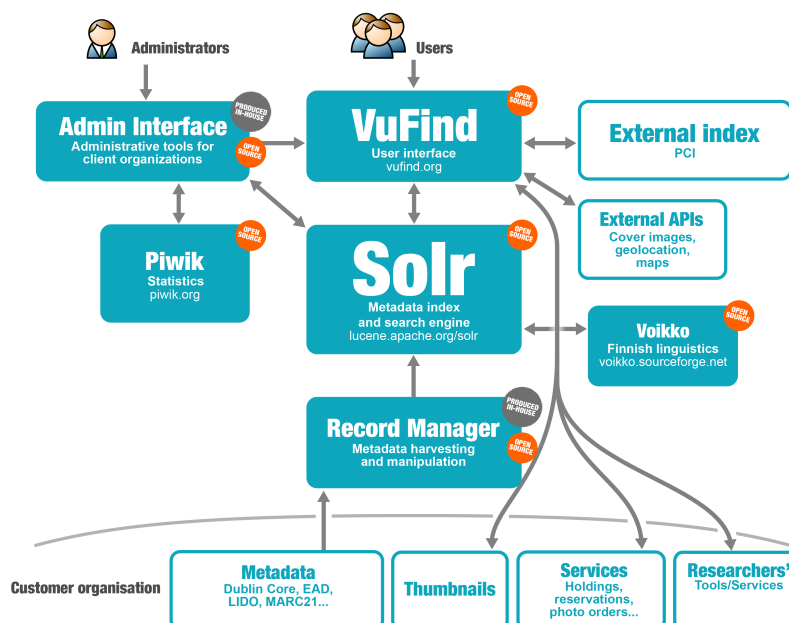 Administrators
Users
PRODUCED
IN-HOUSE
OPEN
SOURCE
Admin Interface
Administrative tools for
client organizations
OPEN
SOURCE
VuFind
User interface
vufind.org
External index
PCI
OPEN
SOURCE
Piwik
Statistics
piwik.org
OPEN
SOURCE
Solr
Metadata index
and search engine
lucene.apache.org/solr
External APIs
Cover images,
geolocation,
maps
OPEN
SOURCE
Voikko
Finnish linguistics
voikko.sourceforge.net
PRODUCED
IN-HOUSE
OPEN
SOURCE
Record Manager
Metadata harvesting
and manipulation
Customer organisation
Metadata
Dublin Core, EAD,
LIDO, MARC21...
Thumbnails
Services
Holdings,
reservations,
photo orders...
Researchers'
Tools/Services